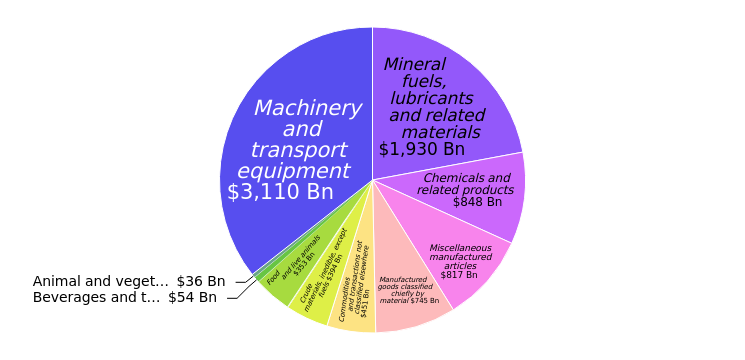 Mineral
fuels,
lubricants
and related
materials
$1,930 Bn
Chemicals and
related products
$848 Bn
Miscellaneous
manufactured
articles
$817 Bn
Manufactured
goods classified
chiefly by
material $745 Bn
Commodities
and transactions not
classified elsewhere
$451 Bn
Crude
materials, inedible, except
fuels $394 Bn
Food and live animals
$353 Bn
Beverages and t... $54 Bn
Animal and veget... $36 Bn
Machinery
and
transport
equipment
$3,110 Bn